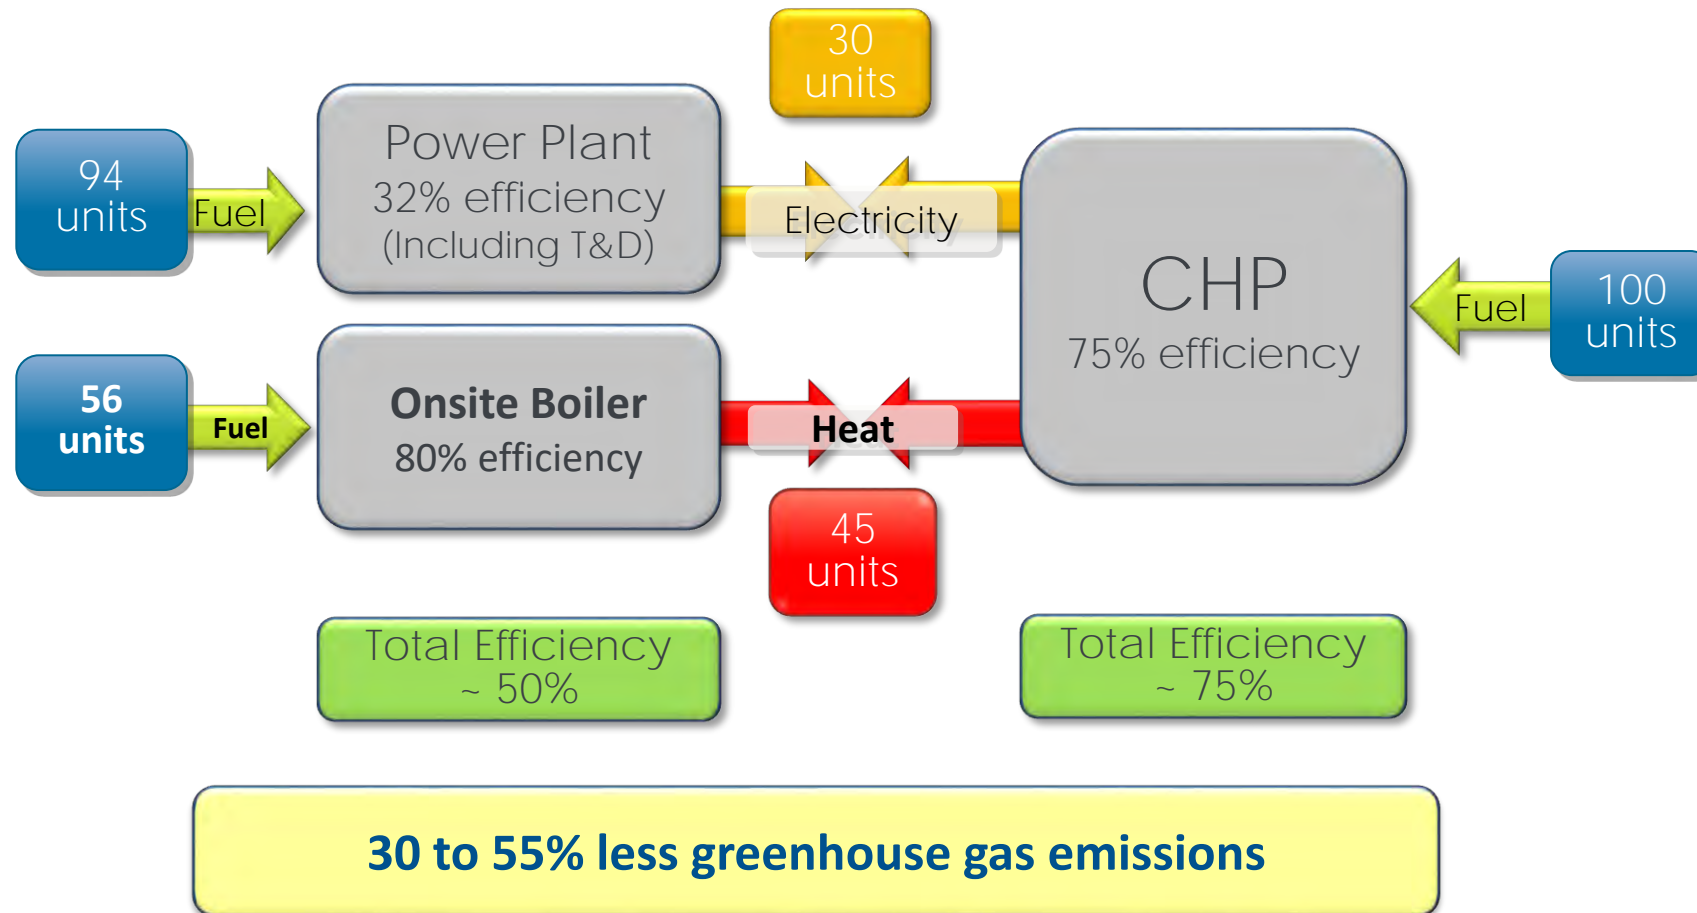 30
units
94
units
Fuel
Power Plant
32% efficiency
(Including T&D)
Electricity
CHP
75% efficiency
Fuel
100
units
56
units
Fuel
Onsite Boiler
80% efficiency
Heat
45
units
Total Efficiency
~ 50%
Total Efficiency
~ 75%
30 to 55% less greenhouse gas emissions